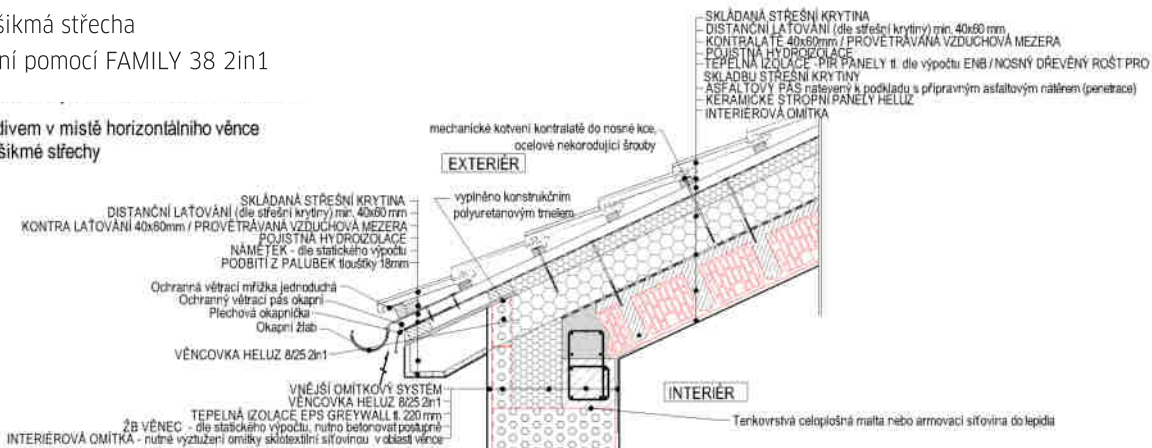 šikmá střecha
ní pomocí FAMILY 38 2in1
divem v místě horizontálního věnce
šikmé střechy
SKLÁDANÁ STŘEŠNÍ KRYTINA
DISTANČNÍ LAŤOVÁNÍ (dle střešní krytiny) min. 40x60 mm
KONTRALATĚ 40x60mm / PROVĚTRÁVANÁ VZDUCHOVÁ MEZERA
POJISTNÁ HYDROIZOLACE
TEPELNÁ IZOLACE - PIR PANELY tl. dle výpočtu ENB / NOSNÝ DŘEVĚNÝ ROŠT PRO
SKLADBU STŘEŠNÍ KRYTINY
ASFALTOVÝ PÁS natevený k podkladu s přípravným asfaltovým nátěrem (penetrace)
KERAMICKÉ STROPNÍ PANELY HELUZ
INTERIÉROVÁ OMÍTKA
mechanické kotvení kontralatě do nosné kce,
ocelové nekorodující šrouby
EXTERIÉR
vyplněno konstrukčním
polyuretanovým tmelem
SKLÁDANÁ STŘEŠNÍ KRYTINA
DISTANČNÍ LAŤOVÁNÍ (dle střešní krytiny) min. 40x60 mm
KONTRA LAŤOVÁNÍ 40x60mm / PROVĚTRÁVANÁ VZDUCHOVÁ MEZERA
POJISTNÁ HYDROIZOLACE
NÁMĚTEK - dle statického výpočtu
PODBITÍ Z PALUBEK tloušťky 18mm
Ochranná větrací mřížka jednoduchá
Ochranný větrací pás okapní
Plechová okapnička
Okapní žlab
VĚNCOVKA HELUZ 8/25 2in1
VNĚJŠÍ OMÍTKOVÝ SYSTÉM
VĚNCOVKA HELUZ 8/25 2in1
TEPELNÁ IZOLACE EPS GREYWALL tl. 220 mm
ŽB VĚNEC - dle statického výpočtu, nutno betonovat postupně
INTERIÉROVÁ OMÍTKA - nutné vyztužení omítky sklotextilní síťovinou v oblasti věnce
INTERIÉR
Tenkovrstvá celoplošná malta nebo armovací síťovina do lepidla